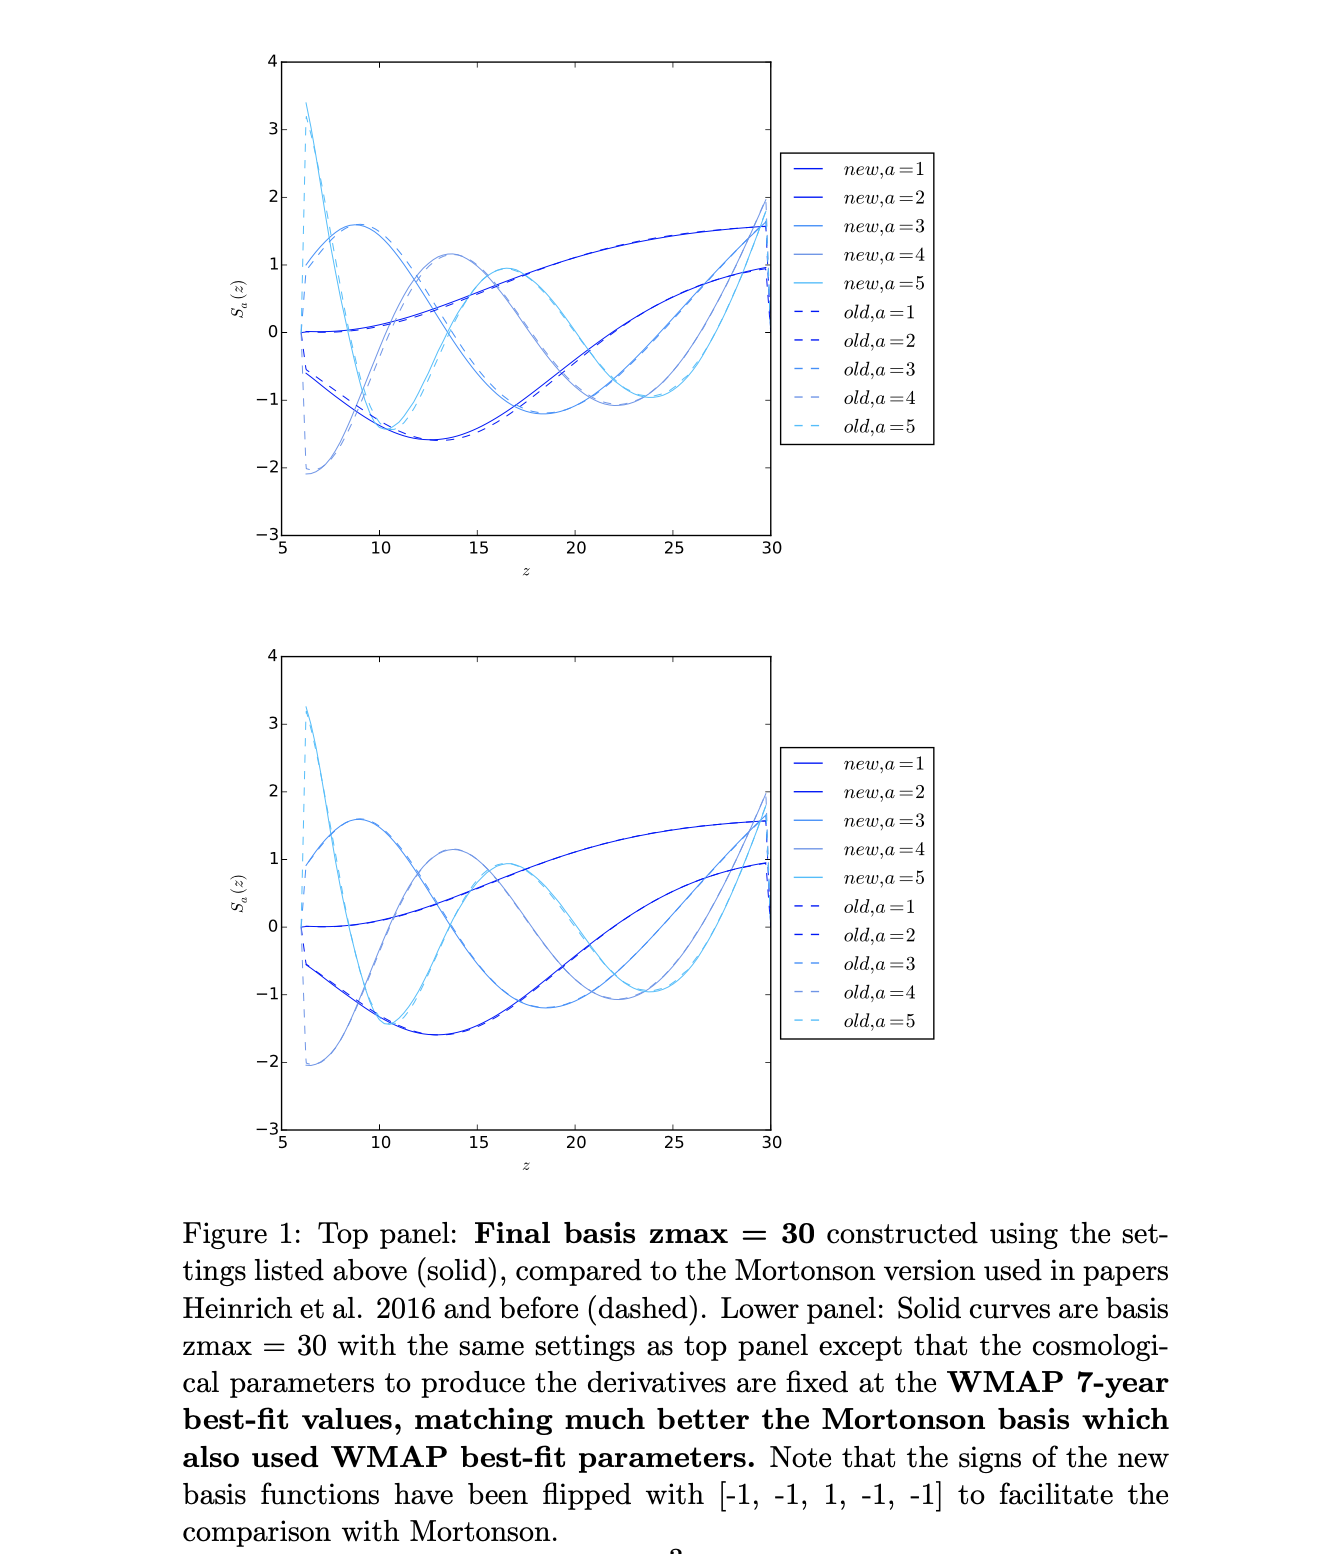 4
3
2
1
0
−1
−2
−3
S_a(z)
5 10 15 20 25 30
z
new,a=1
new,a=2
new,a=3
new,a=4
new,a=5
old,a=1
old,a=2
old,a=3
old,a=4
old,a=5
4
3
2
1
0
−1
−2
−3
S_a(z)
5 10 15 20 25 30
z
new,a=1
new,a=2
new,a=3
new,a=4
new,a=5
old,a=1
old,a=2
old,a=3
old,a=4
old,a=5
Figure 1: Top panel: Final basis zmax = 30 constructed using the set-
tings listed above (solid), compared to the Mortonson version used in papers
Heinrich et al. 2016 and before (dashed). Lower panel: Solid curves are basis
zmax = 30 with the same settings as top panel except that the cosmologi-
cal parameters to produce the derivatives are fixed at the WMAP 7-year
best-fit values, matching much better the Mortonson basis which
also used WMAP best-fit parameters. Note that the signs of the new
basis functions have been flipped with [-1, -1, 1, -1, -1] to facilitate the
comparison with Mortonson.